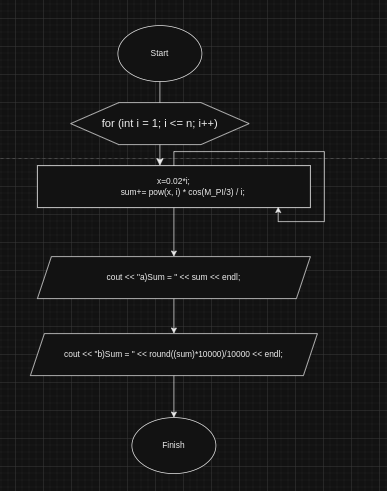 Start
for (int i = 1; i <= n; i++)
x=0.02*i;
sum+= pow(x, i) * cos(M_PI/3) / i;
cout << "a)Sum = " << sum << endl;
cout << "b)Sum = " << round((sum)*10000)/10000 << endl;
Finish